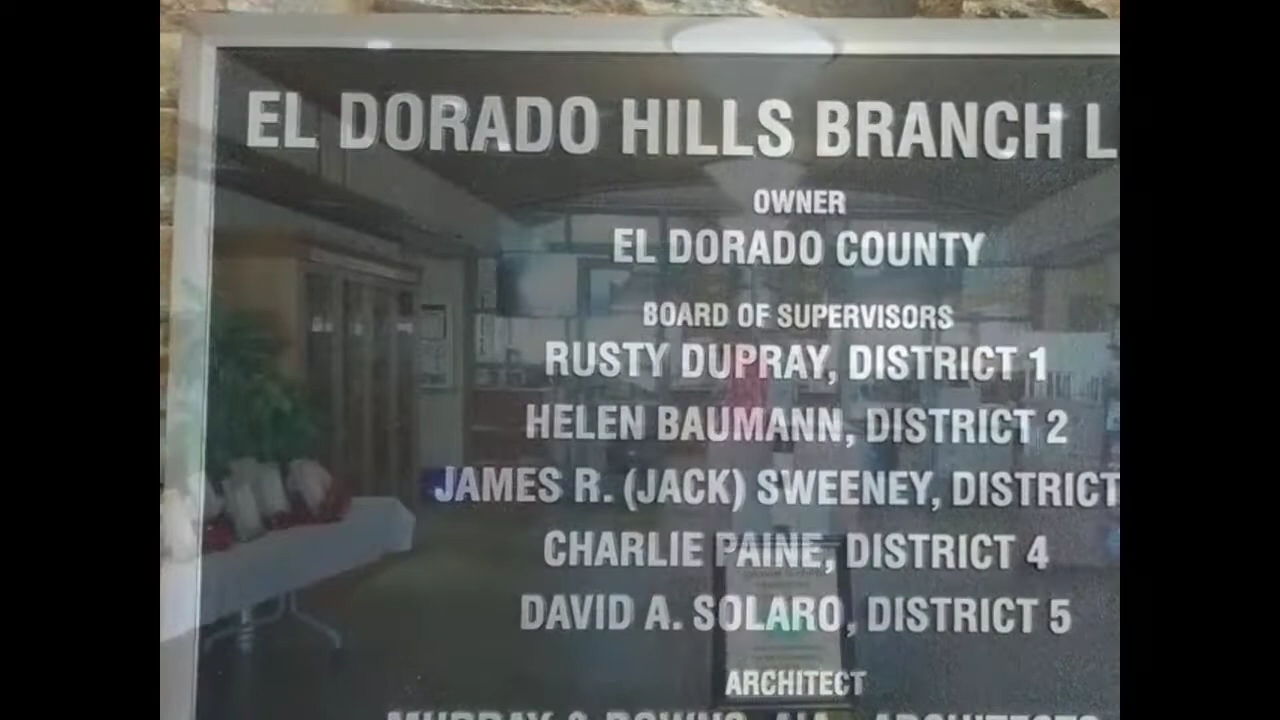 EL DORADO HILLS BRANCH L
OWNER
EL DORADO COUNTY
BOARD OF SUPERVISORS
RUSTY DUPRAY, DISTRICT 1
HELEN BAUMANN, DISTRICT 2
JAMES R. (JACK) SWEENEY, DISTRICT
CHARLIE PAINE, DISTRICT 4
DAVID A. SOLARO, DISTRICT 5
ARCHITECT